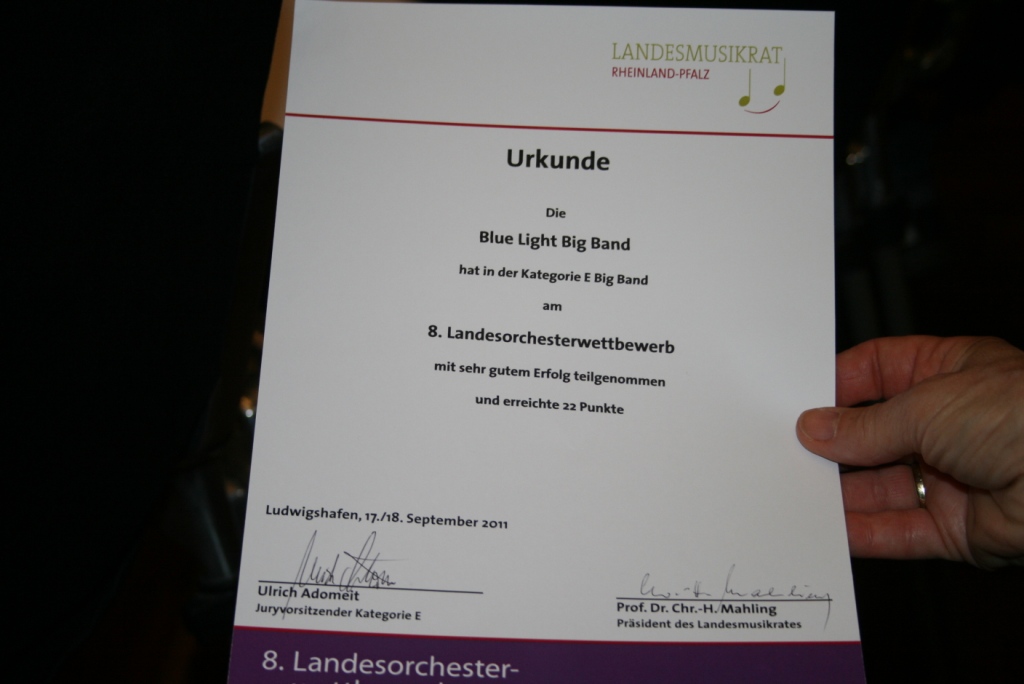 LANDESMUSIKRAT
RHEINLAND-PFALZ
Urkunde
Die
Blue Light Big Band
hat in der Kategorie E Big Band
am
8. Landesorchesterwettbewerb
mit sehr gutem Erfolg teilgenommen
und erreichte 22 Punkte
Ludwigshafen, 17./18. September 2011
Ulrich Adomeit
Juryvorsitzender Kategorie E
Prof. Dr. Chr.-H. Mahling
Präsident des Landesmusikrates
8. Landesorchester-